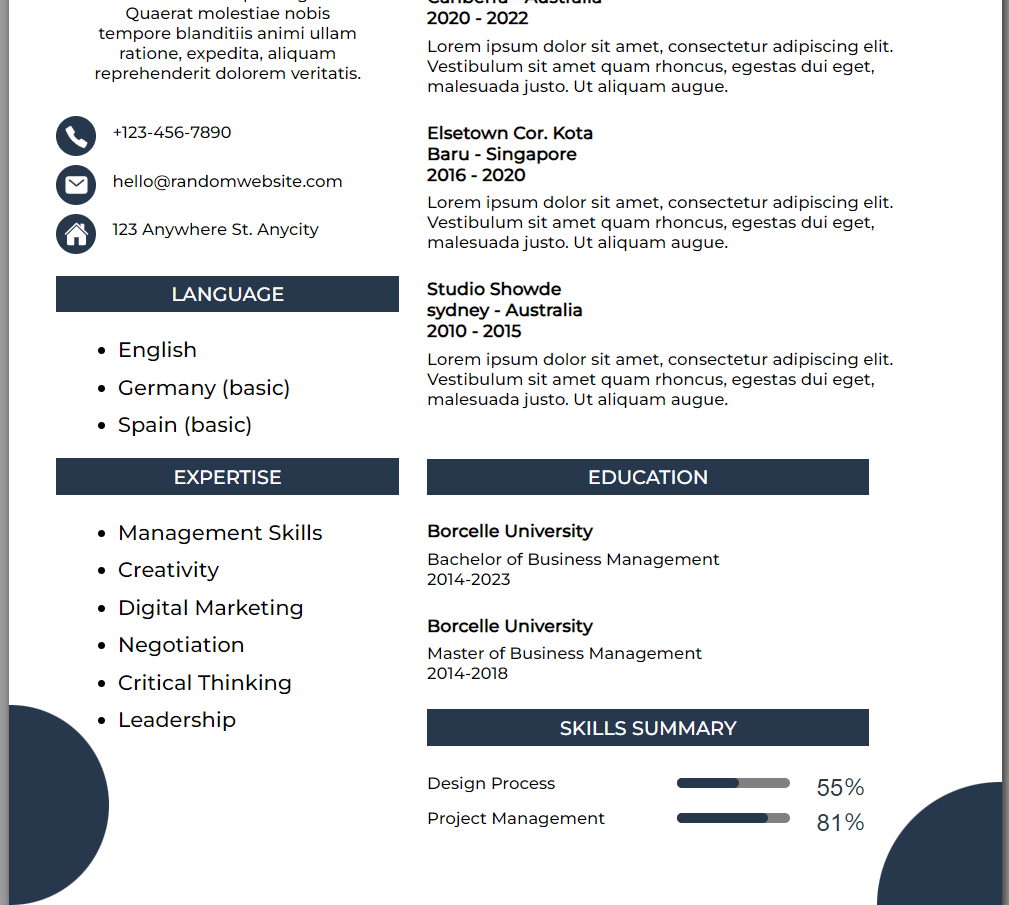 Quaerat molestiae nobis
tempore blanditiis animi ullam
ratione, expedita, aliquam
reprehenderit dolorem veritatis.
+123-456-7890
hello@randomwebsite.com
123 Anywhere St. Anycity
LANGUAGE
English
Germany (basic)
Spain (basic)
EXPERTISE
Management Skills
Creativity
Digital Marketing
Negotiation
Critical Thinking
Leadership
Canberra - Australia
2020 - 2022
Lorem ipsum dolor sit amet, consectetur adipiscing elit.
Vestibulum sit amet quam rhoncus, egestas dui eget,
malesuada justo. Ut aliquam augue.
Elsetown Cor. Kota
Baru - Singapore
2016 - 2020
Lorem ipsum dolor sit amet, consectetur adipiscing elit.
Vestibulum sit amet quam rhoncus, egestas dui eget,
malesuada justo. Ut aliquam augue.
Studio Showde
sydney - Australia
2010 - 2015
Lorem ipsum dolor sit amet, consectetur adipiscing elit.
Vestibulum sit amet quam rhoncus, egestas dui eget,
malesuada justo. Ut aliquam augue.
EDUCATION
Borcelle University
Bachelor of Business Management
2014-2023
Borcelle University
Master of Business Management
2014-2018
SKILLS SUMMARY
Design Process 55%
Project Management 81%